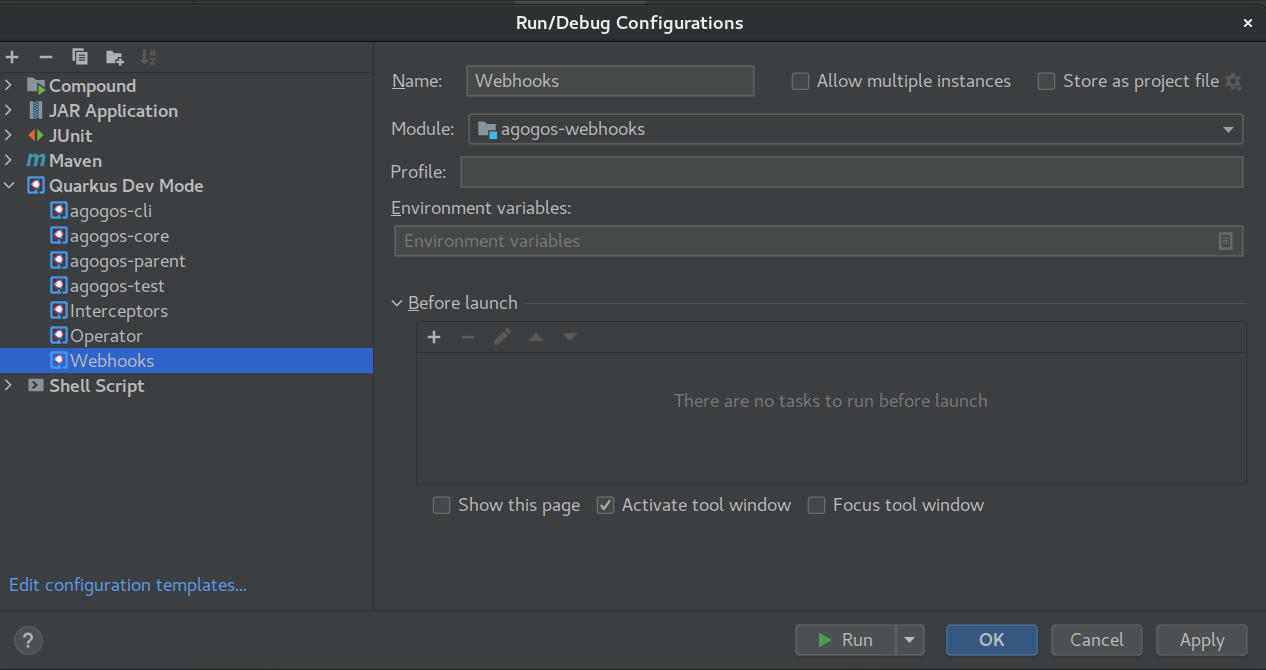 Run/Debug Configurations
Compound
JAR Application
JUnit
Maven
Quarkus Dev Mode
agogos-cli
agogos-core
agogos-parent
agogos-test
Interceptors
Operator
Webhooks
Shell Script
Edit configuration templates...
Name: Webhooks Allow multiple instances Store as project file
Module: agogos-webhooks
Profile:
Environment variables:
Environment variables
Before launch
There are no tasks to run before launch
Show this page Activate tool window Focus tool window
? Run OK Cancel Apply